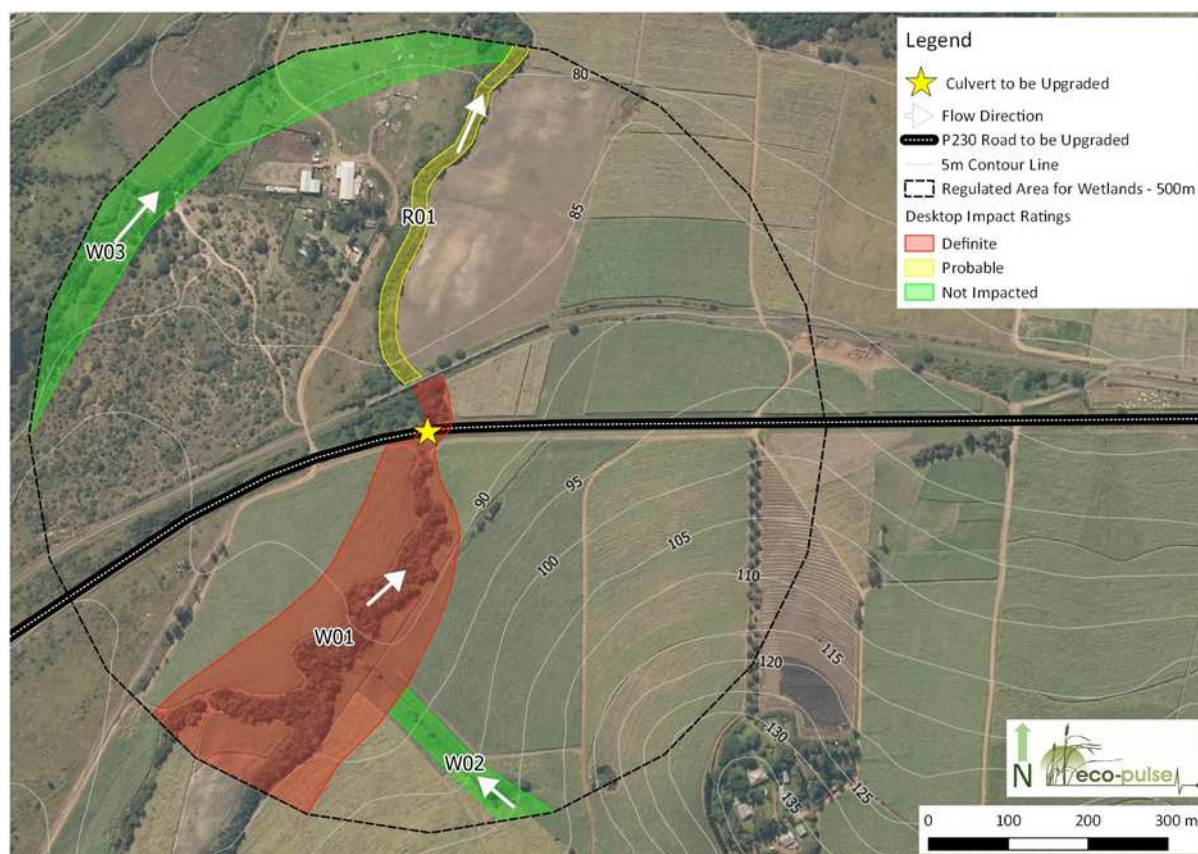 Legend
Culvert to be Upgraded
Flow Direction
P230 Road to be Upgraded
5m Contour Line
Regulated Area for Wetlands - 500m
Desktop Impact Ratings
Definite
Probable
Not Impacted
80
85
R01
W03
90
95
100
105
110
115
120
125
130
135
W01
W02
N
eco-pulse
0 100 200 300 m